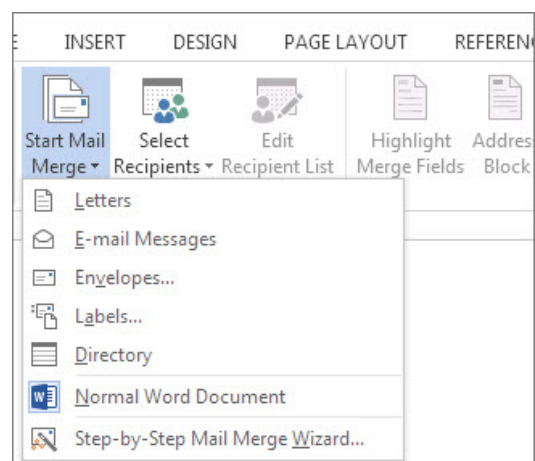 INSERT DESIGN PAGE LAYOUT
Start Mail Select Edit Highlight
Merge Recipients Recipient List Merge Fields Block
Letters
E-mail Messages
Envelopes...
Labels...
Directory
Normal Word Document
Step-by-Step Mail Merge Wizard...